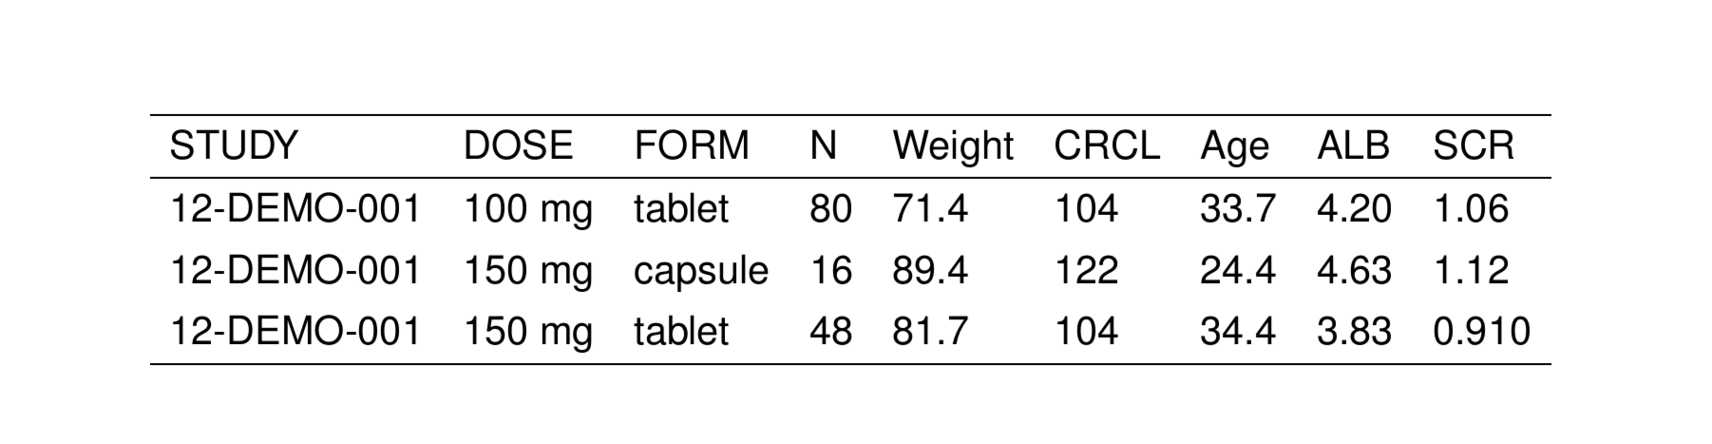 STUDY DOSE FORM N Weight CRCL Age ALB SCR
12-DEMO-001 100 mg tablet 80 71.4 104 33.7 4.20 1.06
12-DEMO-001 150 mg capsule 16 89.4 122 24.4 4.63 1.12
12-DEMO-001 150 mg tablet 48 81.7 104 34.4 3.83 0.910